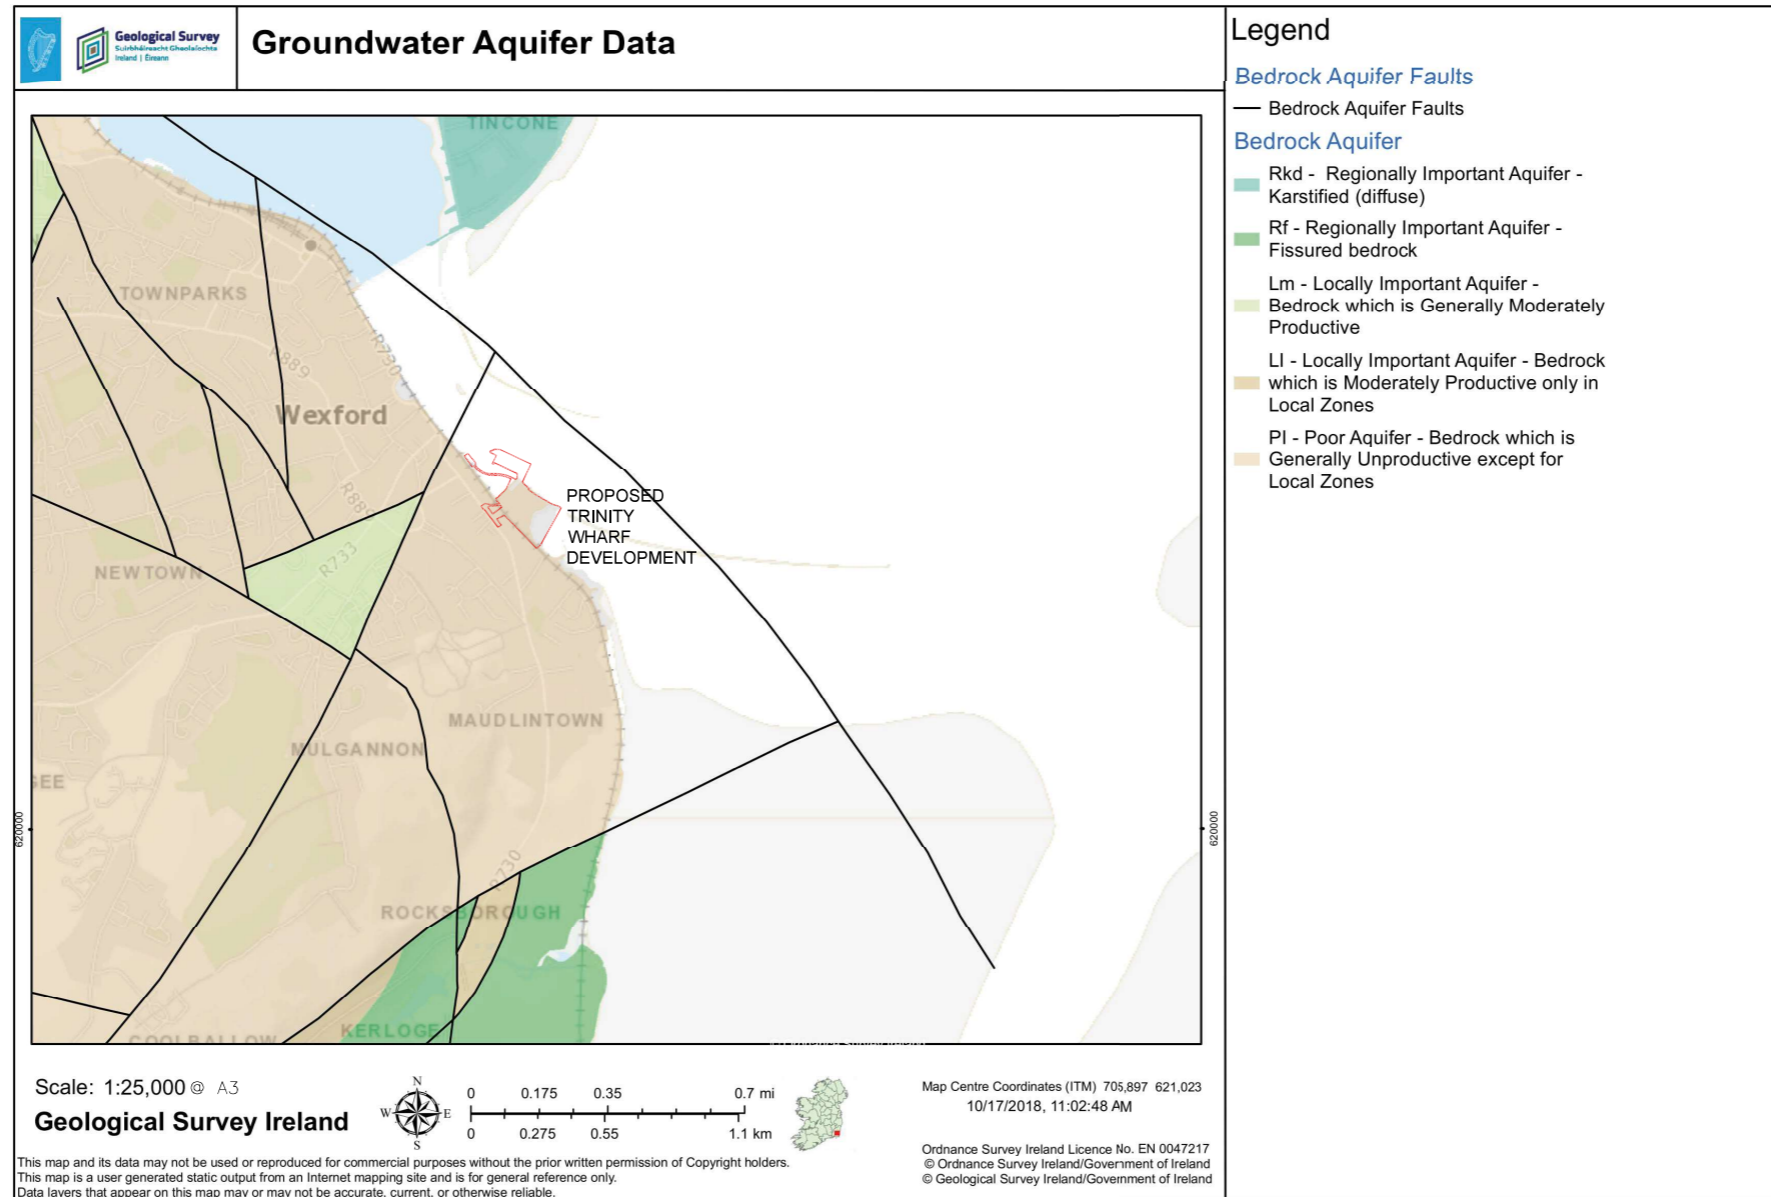 Geological Survey
Suirbhéireacht Gheolaíochta
Ireland | Éireann
Groundwater Aquifer Data
Legend
Bedrock Aquifer Faults
Bedrock Aquifer Faults
Bedrock Aquifer
Rkd - Regionally Important Aquifer -
Karstified (diffuse)
Rf - Regionally Important Aquifer -
Fissured bedrock
Lm - Locally Important Aquifer -
Bedrock which is Generally Moderately
Productive
Ll - Locally Important Aquifer - Bedrock
which is Moderately Productive only in
Local Zones
Pl - Poor Aquifer - Bedrock which is
Generally Unproductive except for
Local Zones
TINCONE
TOWNPARKS
R730
R889
Wexford
R889
PROPOSED
TRINITY
WHARF
DEVELOPMENT
R733
NEWTOWN
MAUDLINTOWN
MULGANNON
GEE
620000
620000
R730
ROCKSBOROUGH
KERLOGE
COOLBALLOW
Scale: 1:25,000 @ A3
Geological Survey Ireland
N
W E
S
0 0.175 0.35 0.7 mi
0 0.275 0.55 1.1 km
Map Centre Coordinates (ITM) 705,897 621,023
10/17/2018, 11:02:48 AM
Ordnance Survey Ireland Licence No. EN 0047217
© Ordnance Survey Ireland/Government of Ireland
© Geological Survey Ireland/Government of Ireland
This map and its data may not be used or reproduced for commercial purposes without the prior written permission of Copyright holders.
This map is a user generated static output from an Internet mapping site and is for general reference only.
Data layers that appear on this map may or may not be accurate, current, or otherwise reliable.